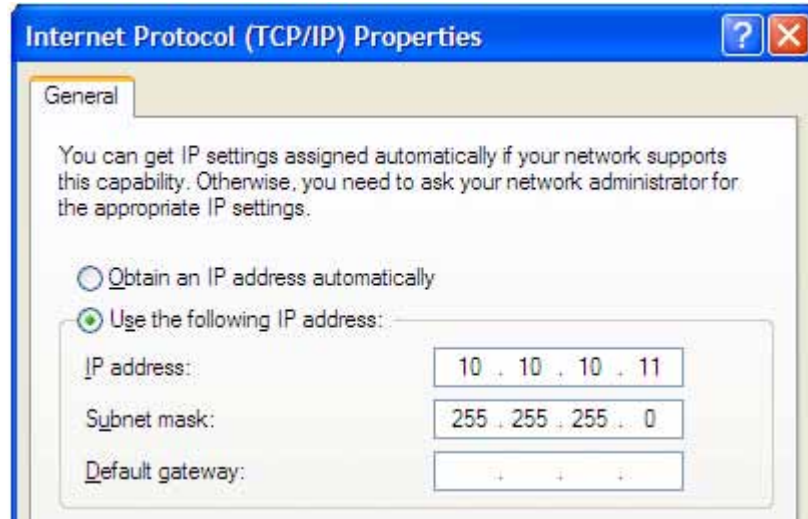 Internet Protocol (TCP/IP) Properties
General
You can get IP settings assigned automatically if your network supports
this capability. Otherwise, you need to ask your network administrator for
the appropriate IP settings.
Obtain an IP address automatically
Use the following IP address:
IP address: 10 . 10 . 10 . 11
Subnet mask: 255 . 255 . 255 . 0
Default gateway: . . .